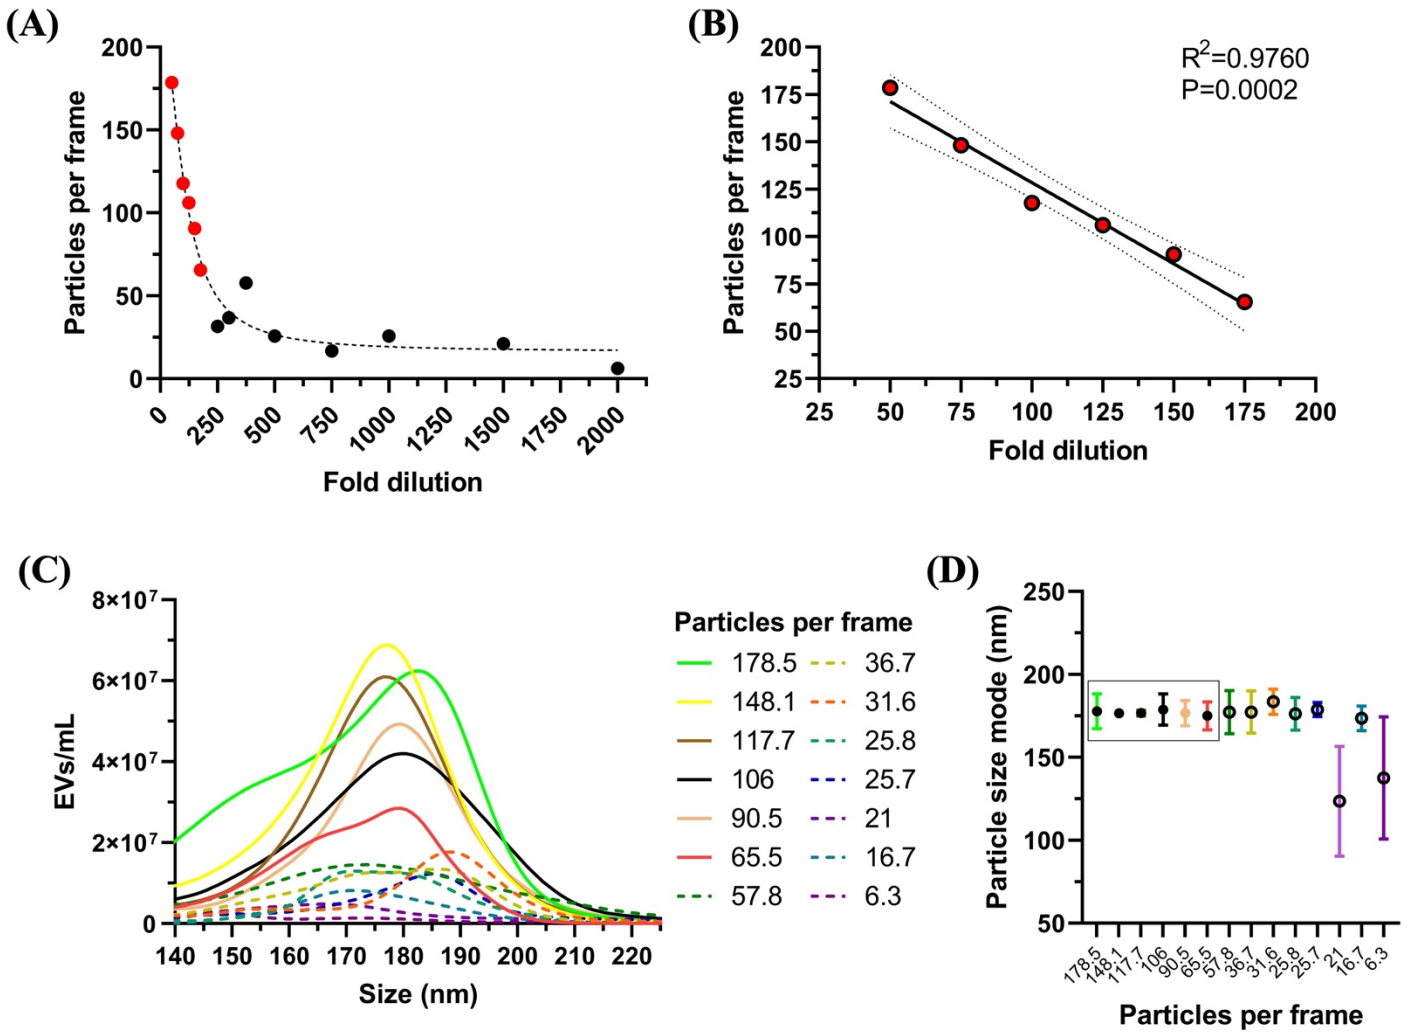 (A)
Particles per frame
200
150
100
50
0
0 250 500 750 1000 1250 1500 1750 2000
Fold dilution
(B)
Particles per frame
200
175
150
125
100
75
50
25
25 50 75 100 125 150 175 200
Fold dilution
R²=0.9760
P=0.0002
(C)
EVs/mL
8×10⁷
6×10⁷
4×10⁷
2×10⁷
0
140 150 160 170 180 190 200 210 220
Size (nm)
Particles per frame
178.5 36.7
148.1 31.6
117.7 25.8
106 25.7
90.5 21
65.5 16.7
57.8 6.3
(D)
Particle size mode (nm)
250
200
150
100
50
178.5 148.1 117.7 106 90.5 65.5 57.8 36.7 31.6 25.8 25.7 21 16.7 6.3
Particles per frame